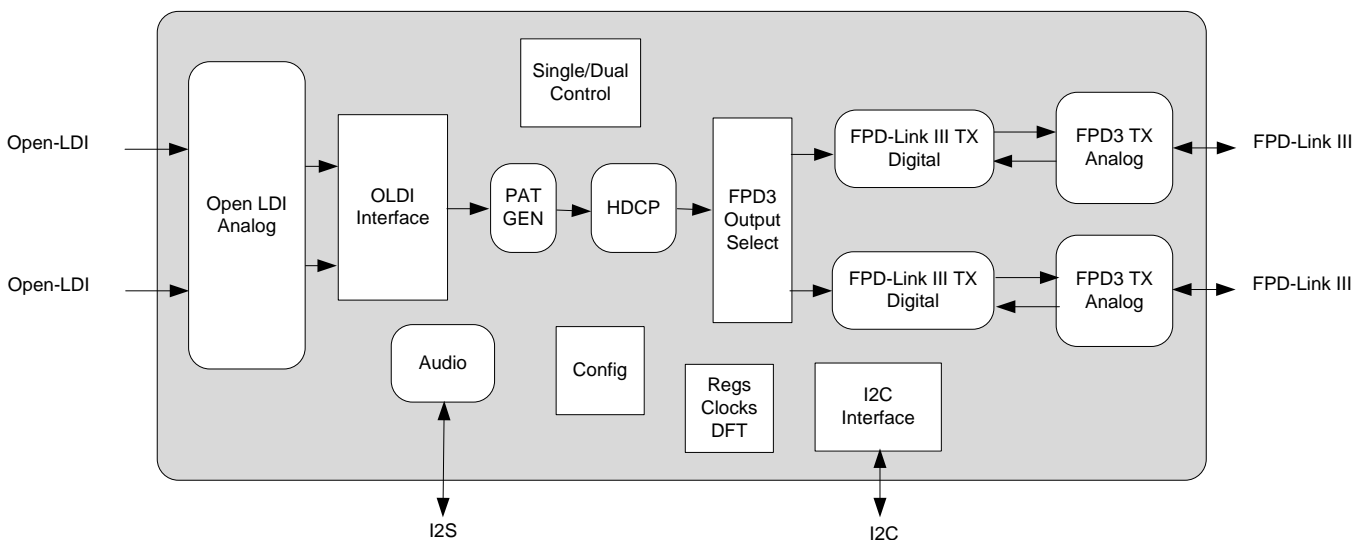 Single/Dual
Control
Open-LDI
Open-LDI
Open LDI
Analog
OLDI
Interface
PAT
GEN
HDCP
FPD3
Output
Select
FPD-Link III TX
Digital
FPD3 TX
Analog
FPD-Link III
FPD-Link III TX
Digital
FPD3 TX
Analog
FPD-Link III
Audio
Config
Regs
Clocks
DFT
I2C
Interface
I2S
I2C